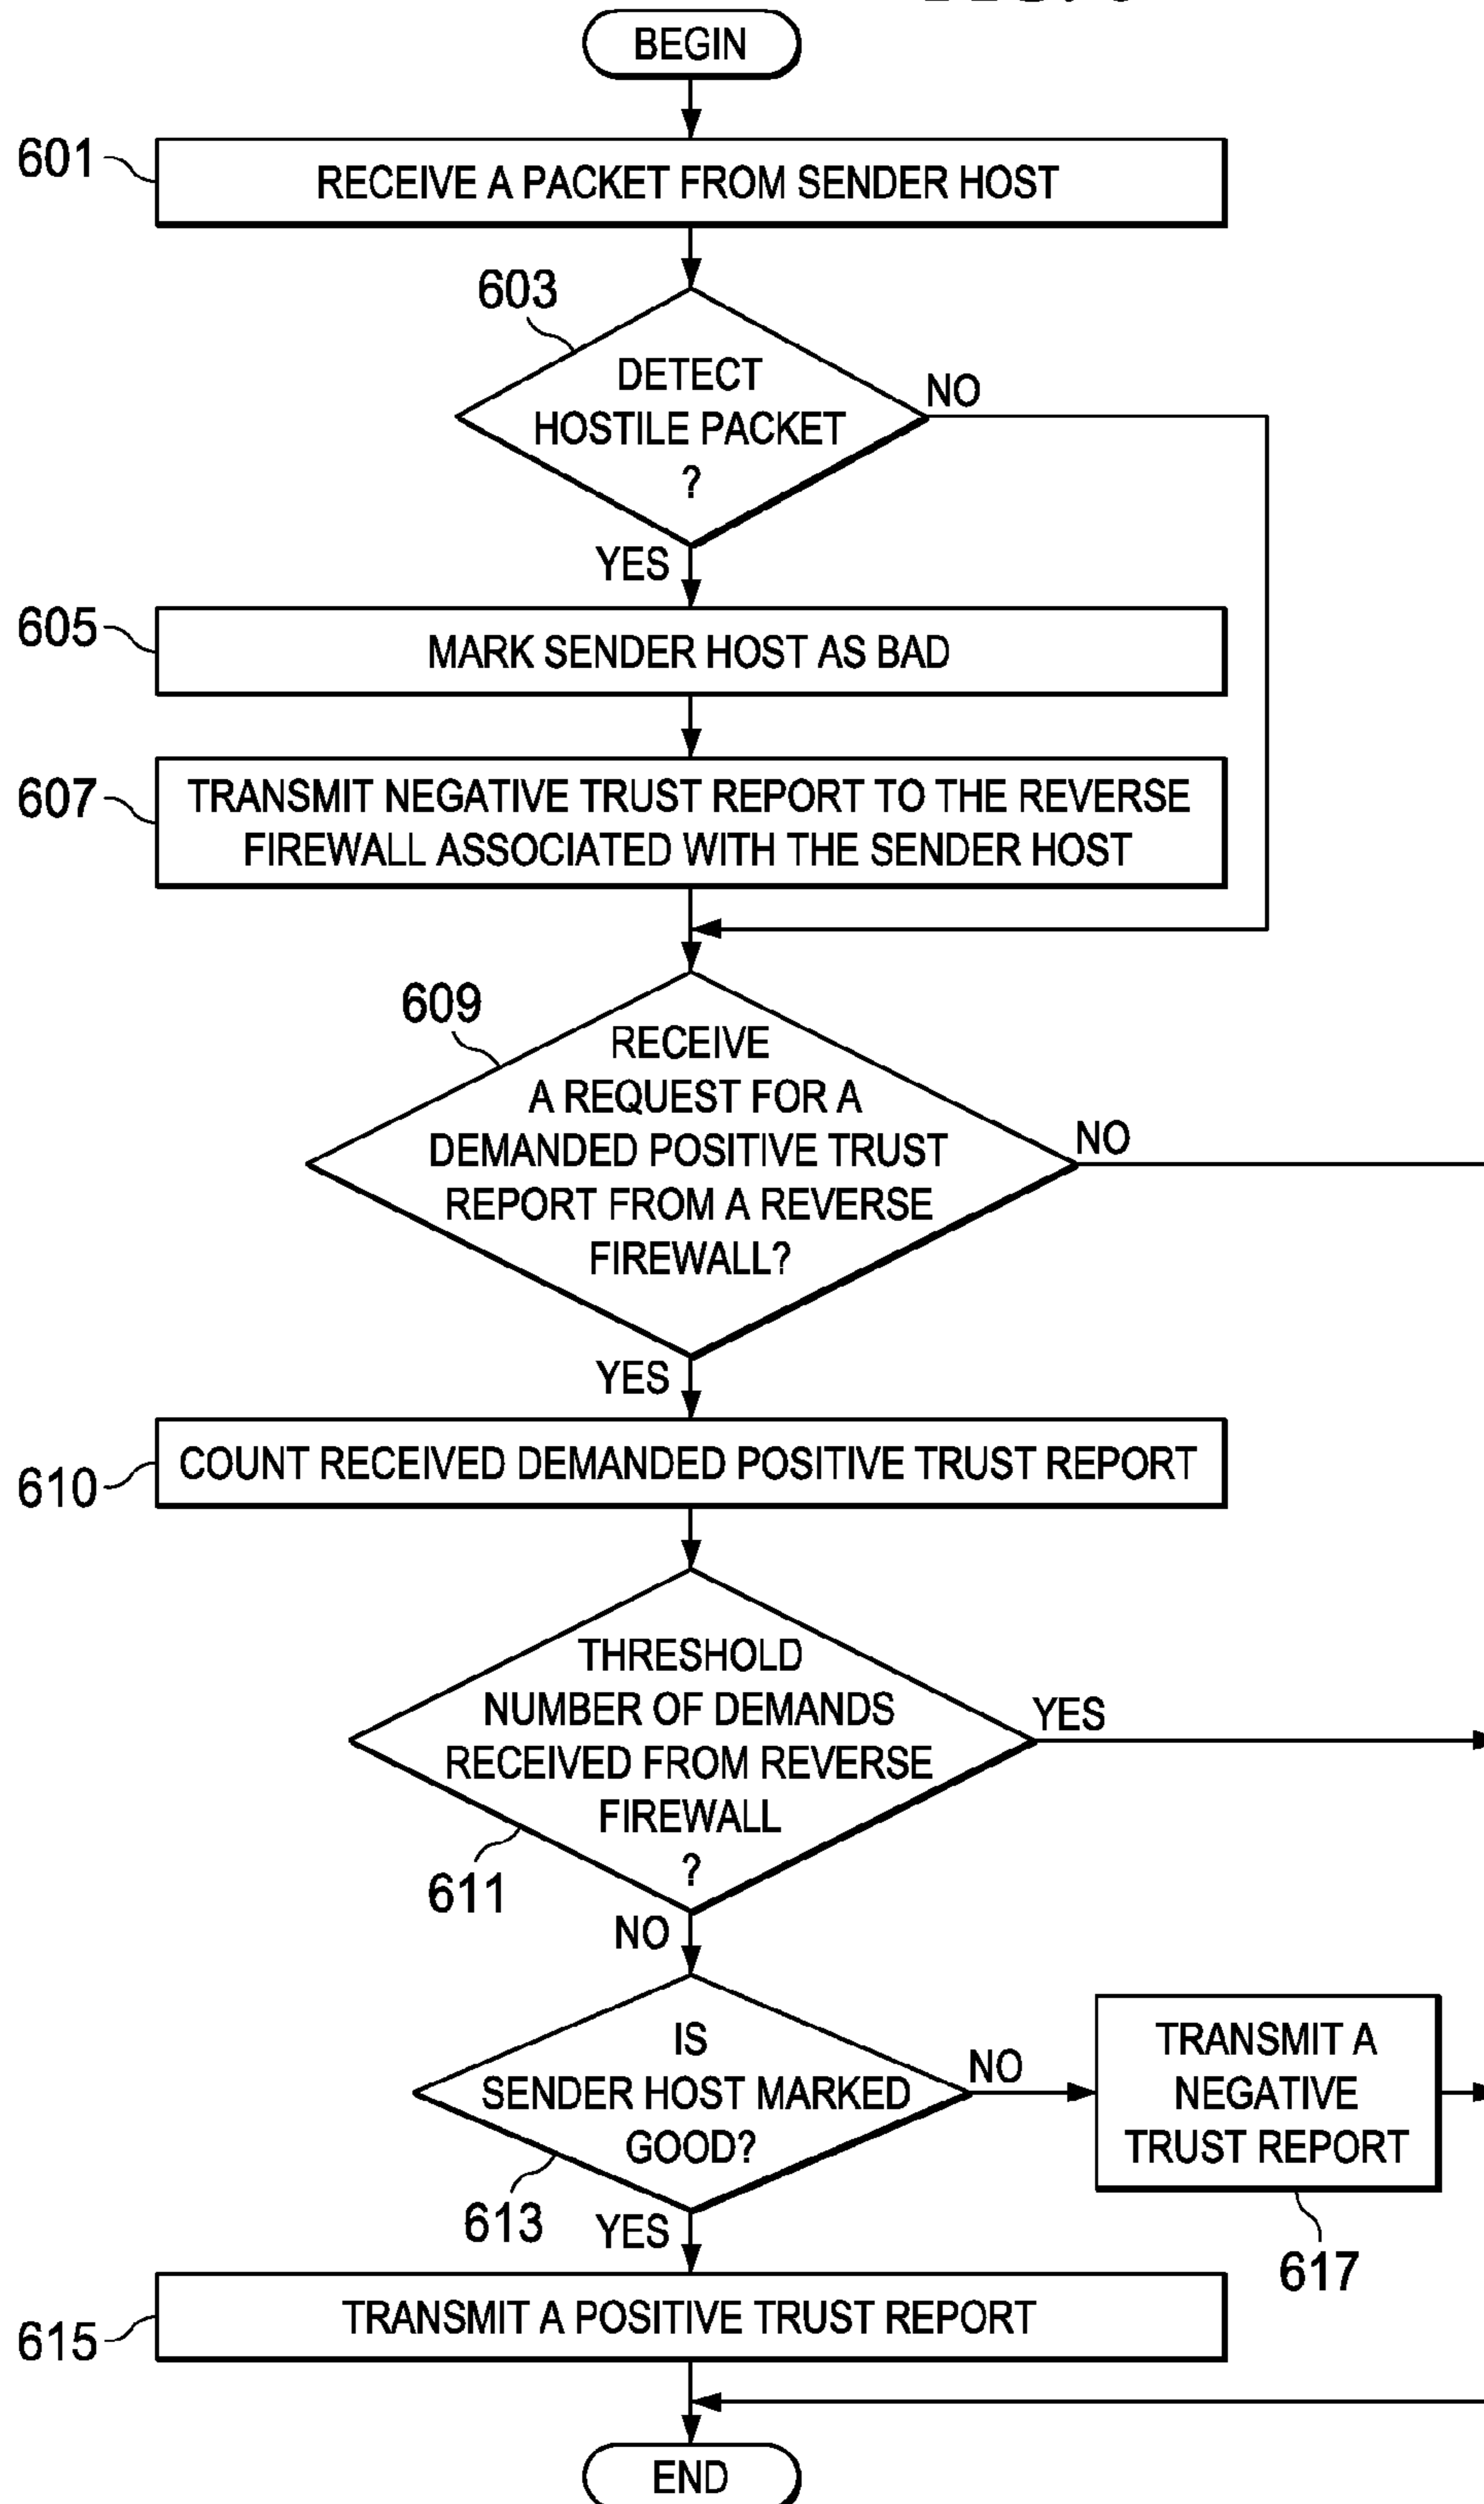 BEGIN
601
RECEIVE A PACKET FROM SENDER HOST
603
DETECT
HOSTILE PACKET
?
NO
YES
605
MARK SENDER HOST AS BAD
607
TRANSMIT NEGATIVE TRUST REPORT TO THE REVERSE
FIREWALL ASSOCIATED WITH THE SENDER HOST
609
RECEIVE
A REQUEST FOR A
DEMANDED POSITIVE TRUST
REPORT FROM A REVERSE
FIREWALL?
NO
YES
610
COUNT RECEIVED DEMANDED POSITIVE TRUST REPORT
THRESHOLD
NUMBER OF DEMANDS
RECEIVED FROM REVERSE
FIREWALL
?
YES
611
NO
IS
SENDER HOST MARKED
GOOD?
NO
TRANSMIT A
NEGATIVE
TRUST REPORT
613
YES
617
615
TRANSMIT A POSITIVE TRUST REPORT
END